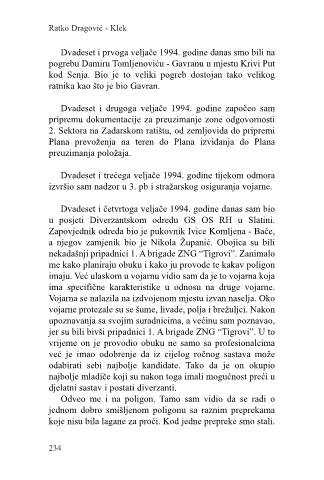 Ratko Dragović - Klek
Dvadeset i prvoga veljače 1994. godine danas smo bili na
pogrebu Damiru Tomljenoviću - Gavranu u mjestu Krivi Put
kod Senja. Bio je to veliki pogreb dostojan tako velikog
ratnika kao što je bio Gavran.
Dvadeset i drugoga veljače 1994. godine započeo sam
pripremu dokumentacije za preuzimanje zone odgovornosti
2. Sektora na Zadarskom ratištu, od zemljovida do pripremi
Plana prevoženja na teren do Plana izviđanja do Plana
preuzimanja položaja.
Dvadeset i trećega veljače 1994. godine tijekom odmora
izvršio sam nadzor u 3. pb i stražarskog osiguranja vojarne.
Dvadeset i četvrtoga veljače 1994. godine danas sam bio
u posjeti Diverzantskom odredu GS OS RH u Slatini.
Zapovjednik odreda bio je pukovnik Ivice Komljena - Bače,
a njegov zamjenik bio je Nikola Županić. Obojica su bili
nekadašnji pripadnici 1. A brigade ZNG “Tigrovi”. Zanimalo
me kako planiraju obuku i kako ju provode te kakav poligon
imaju. Već ulaskom u vojarnu vidio sam da je to vojarna koja
ima specifične karakteristike u odnosu na druge vojarne.
Vojarna se nalazila na izdvojenom mjestu izvan naselja. Oko
vojarne protezale su se šume, livade, polja i brežuljci. Nakon
upoznavanja sa svojim suradnicima, a većinu sam poznavao,
jer su bili bivši pripadnici 1. A brigade ZNG “Tigrovi”. U to
vrijeme on je provodio obuku ne samo sa profesionalcima
već je imao odobrenje da iz cijelog ročnog sastava može
odabirati sebi najbolje kandidate. Tako da je on okupio
najbolje mladiće koji su nakon toga imali mogućnost preći u
djelatni sastav i postati diverzanti.
Odveo me i na poligon. Tamo sam vidio da se radi o
jednom dobro smišljenom poligonu sa raznim preprekama
koje nisu bila lagane za proći. Kod jedne prepreke smo stali.
234